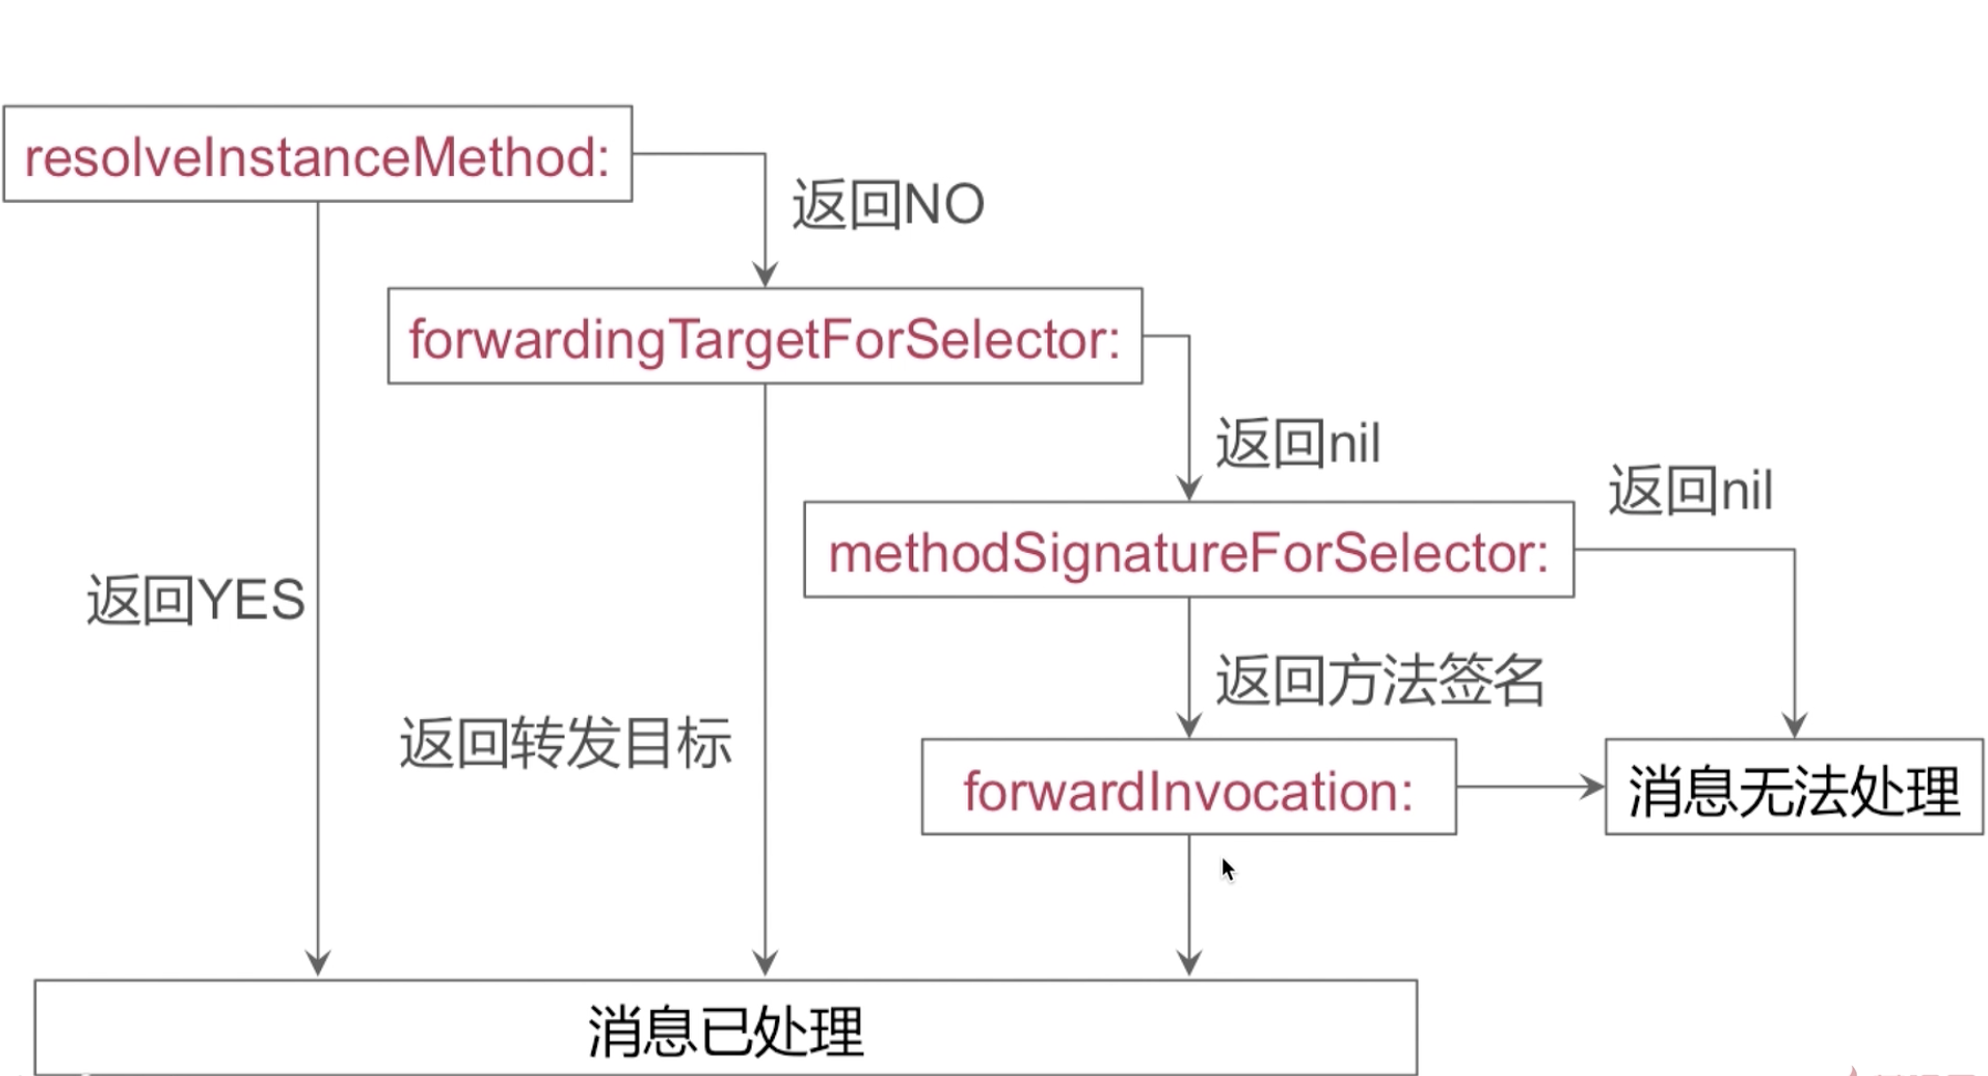 resolveInstanceMethod:
返回NO
forwardingTargetForSelector:
返回nil
返回nil
methodSignatureForSelector:
返回YES
返回方法签名
返回转发目标
forwardInvocation:
消息无法处理
消息已处理